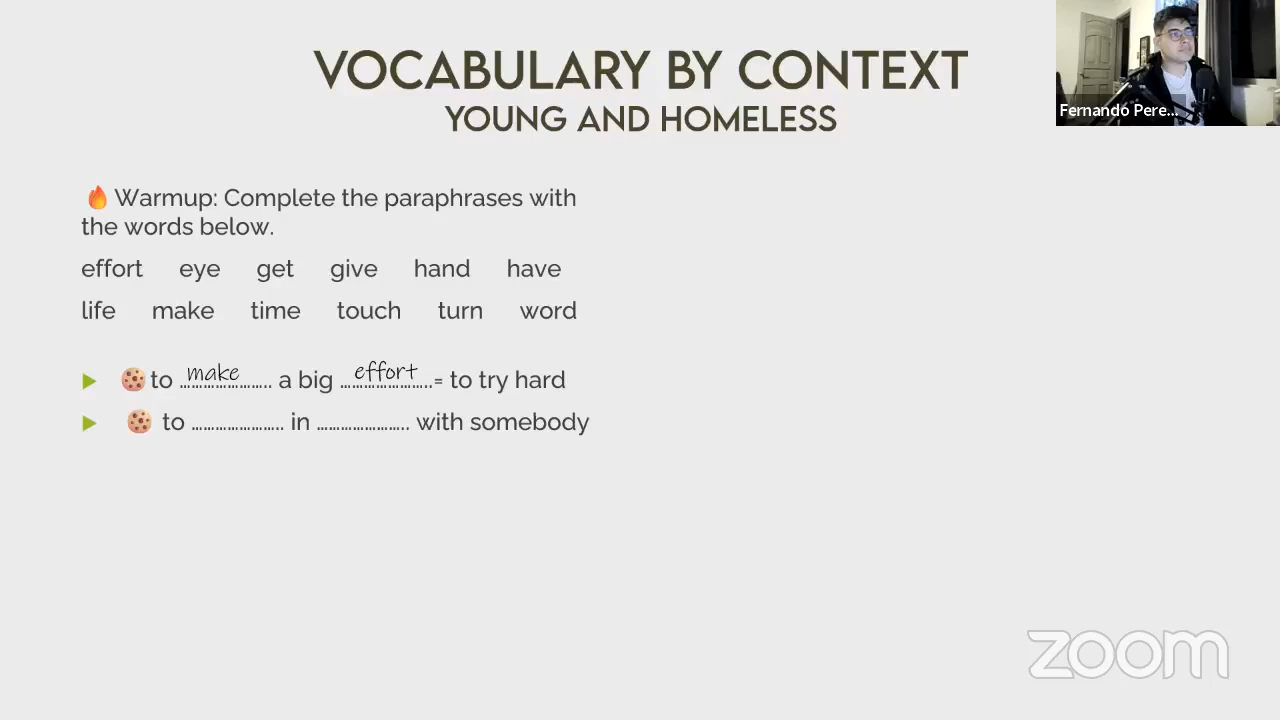 VOCABULARY BY CONTEXT
YOUNG AND HOMELESS
Fernando Pere...
Warmup: Complete the paraphrases with
the words below.
effort eye get give hand have
life make time touch turn word
to ...make... a big ...effort...= to try hard
to ………………….. in ………………….. with somebody
zoom